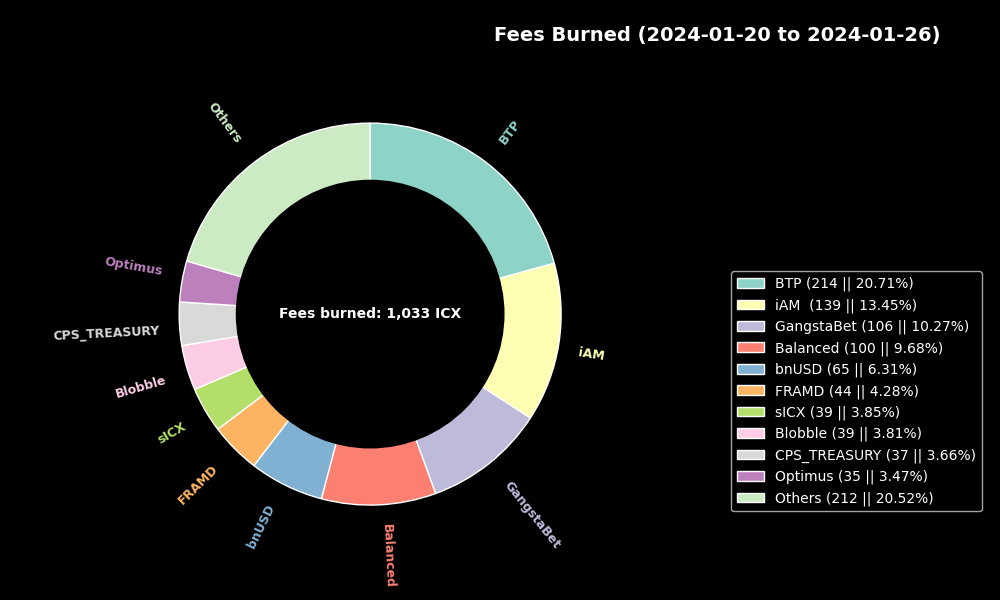 Fees Burned (2024-01-20 to 2024-01-26)
Others
BTP
Optimus
CPS_TREASURY
Fees burned: 1,033 ICX
iAM
Blobble
sICX
FRAMD
bnUSD
Balanced
GangstaBet
BTP (214 || 20.71%)
iAM  (139 || 13.45%)
GangstaBet (106 || 10.27%)
Balanced (100 || 9.68%)
bnUSD (65 || 6.31%)
FRAMD (44 || 4.28%)
sICX (39 || 3.85%)
Blobble (39 || 3.81%)
CPS_TREASURY (37 || 3.66%)
Optimus (35 || 3.47%)
Others (212 || 20.52%)